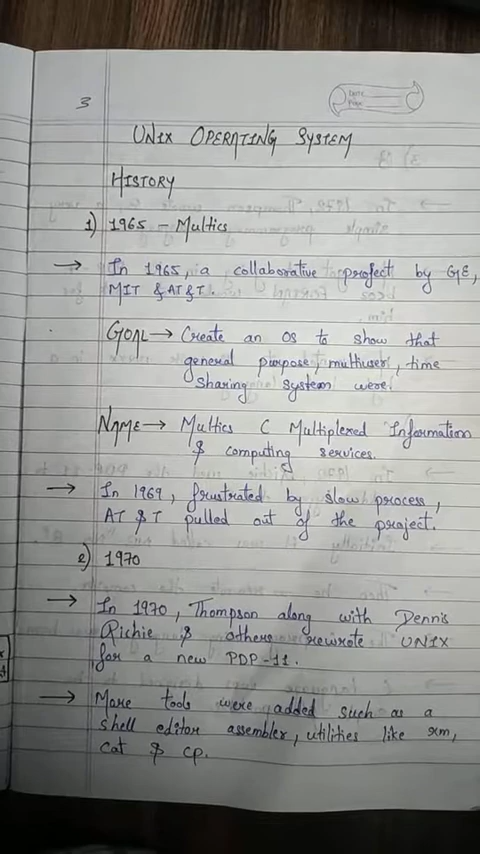 3
Date
Page
UNIX OPERATING SYSTEM
HISTORY
1) 1965 - Multics
→ In 1965, a collaborative project by GE,
MIT & AT&T.
GOAL → Create an OS to show that
general purpose, multiuser, time
sharing system were.
NAME → Multics C Multiplexed Information
& computing services.
→ In 1969, frustrated by slow process,
AT & T pulled out of the project.
2) 1970
→ In 1970, Thompson along with Dennis
Richie & others rewrote UNIX
for a new PDP-11.
→ More tools were added such as a
shell editor assembler, utilities like rm,
cat & cp.